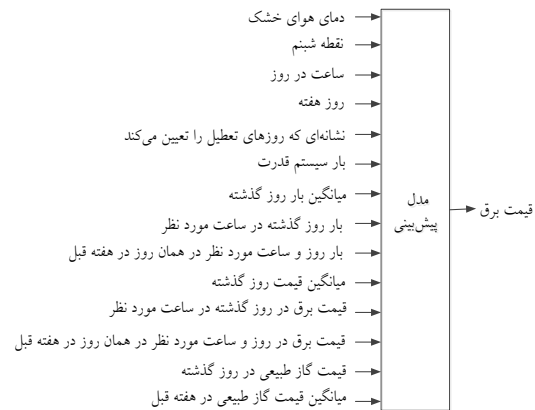 دمای هوای خشک
نقطه شبنم
ساعت در روز
روز هفته
نشانه‌ای که روزهای تعطیل را تعیین می‌کند
بار سیستم قدرت
میانگین بار روز گذشته
بار روز گذشته در ساعت مورد نظر
بار روز و ساعت مورد نظر در همان روز در هفته قبل
میانگین قیمت روز گذشته
قیمت برق در روز گذشته در ساعت مورد نظر
قیمت برق در روز و ساعت مورد نظر در همان روز در هفته قبل
قیمت گاز طبیعی در روز گذشته
میانگین قیمت گاز طبیعی در هفته قبل
مدل
پیش‌بینی
قیمت برق